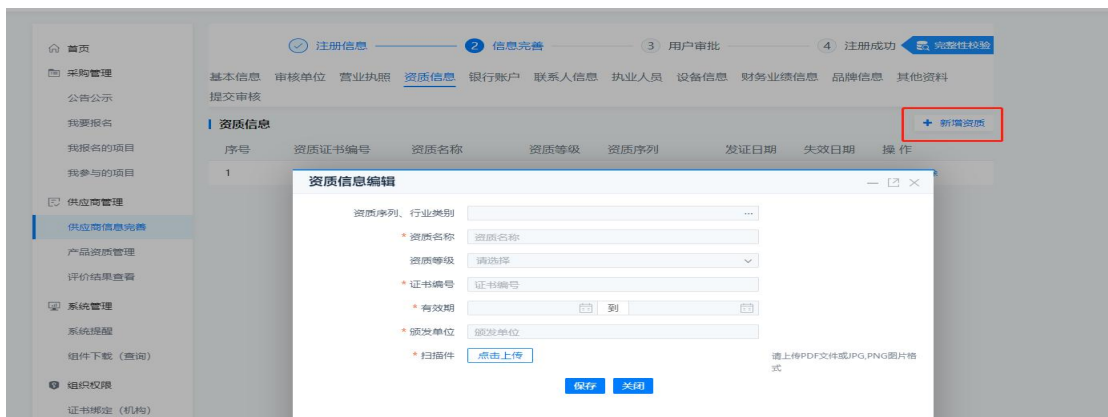 首页
采购管理
公告公示
我要报名
我报名的项目
我参与的项目
供应商管理
供应商信息完善
产品资质管理
评价结果查看
系统管理
系统提醒
组件下载（查询）
组织权限
证书绑定（机构）
注册信息
2 信息完善
3 用户审批
4 注册成功
完整性校验
基本信息 审核单位 营业执照 资质信息 银行账户 联系人信息 执业人员 设备信息 财务业绩信息 品牌信息 其他资料
提交审核
资质信息
+ 新增资质
序号 资质证书编号 资质名称 资质等级 资质序列 发证日期 失效日期 操作
1
资质信息编辑
资质序列、行业类别 ...
* 资质名称 资质名称
资质等级 请选择
* 证书编号 证书编号
* 有效期 到
* 颁发单位 颁发单位
* 扫描件 点击上传 请上传PDF文件或JPG,PNG图片格
式
保存 关闭